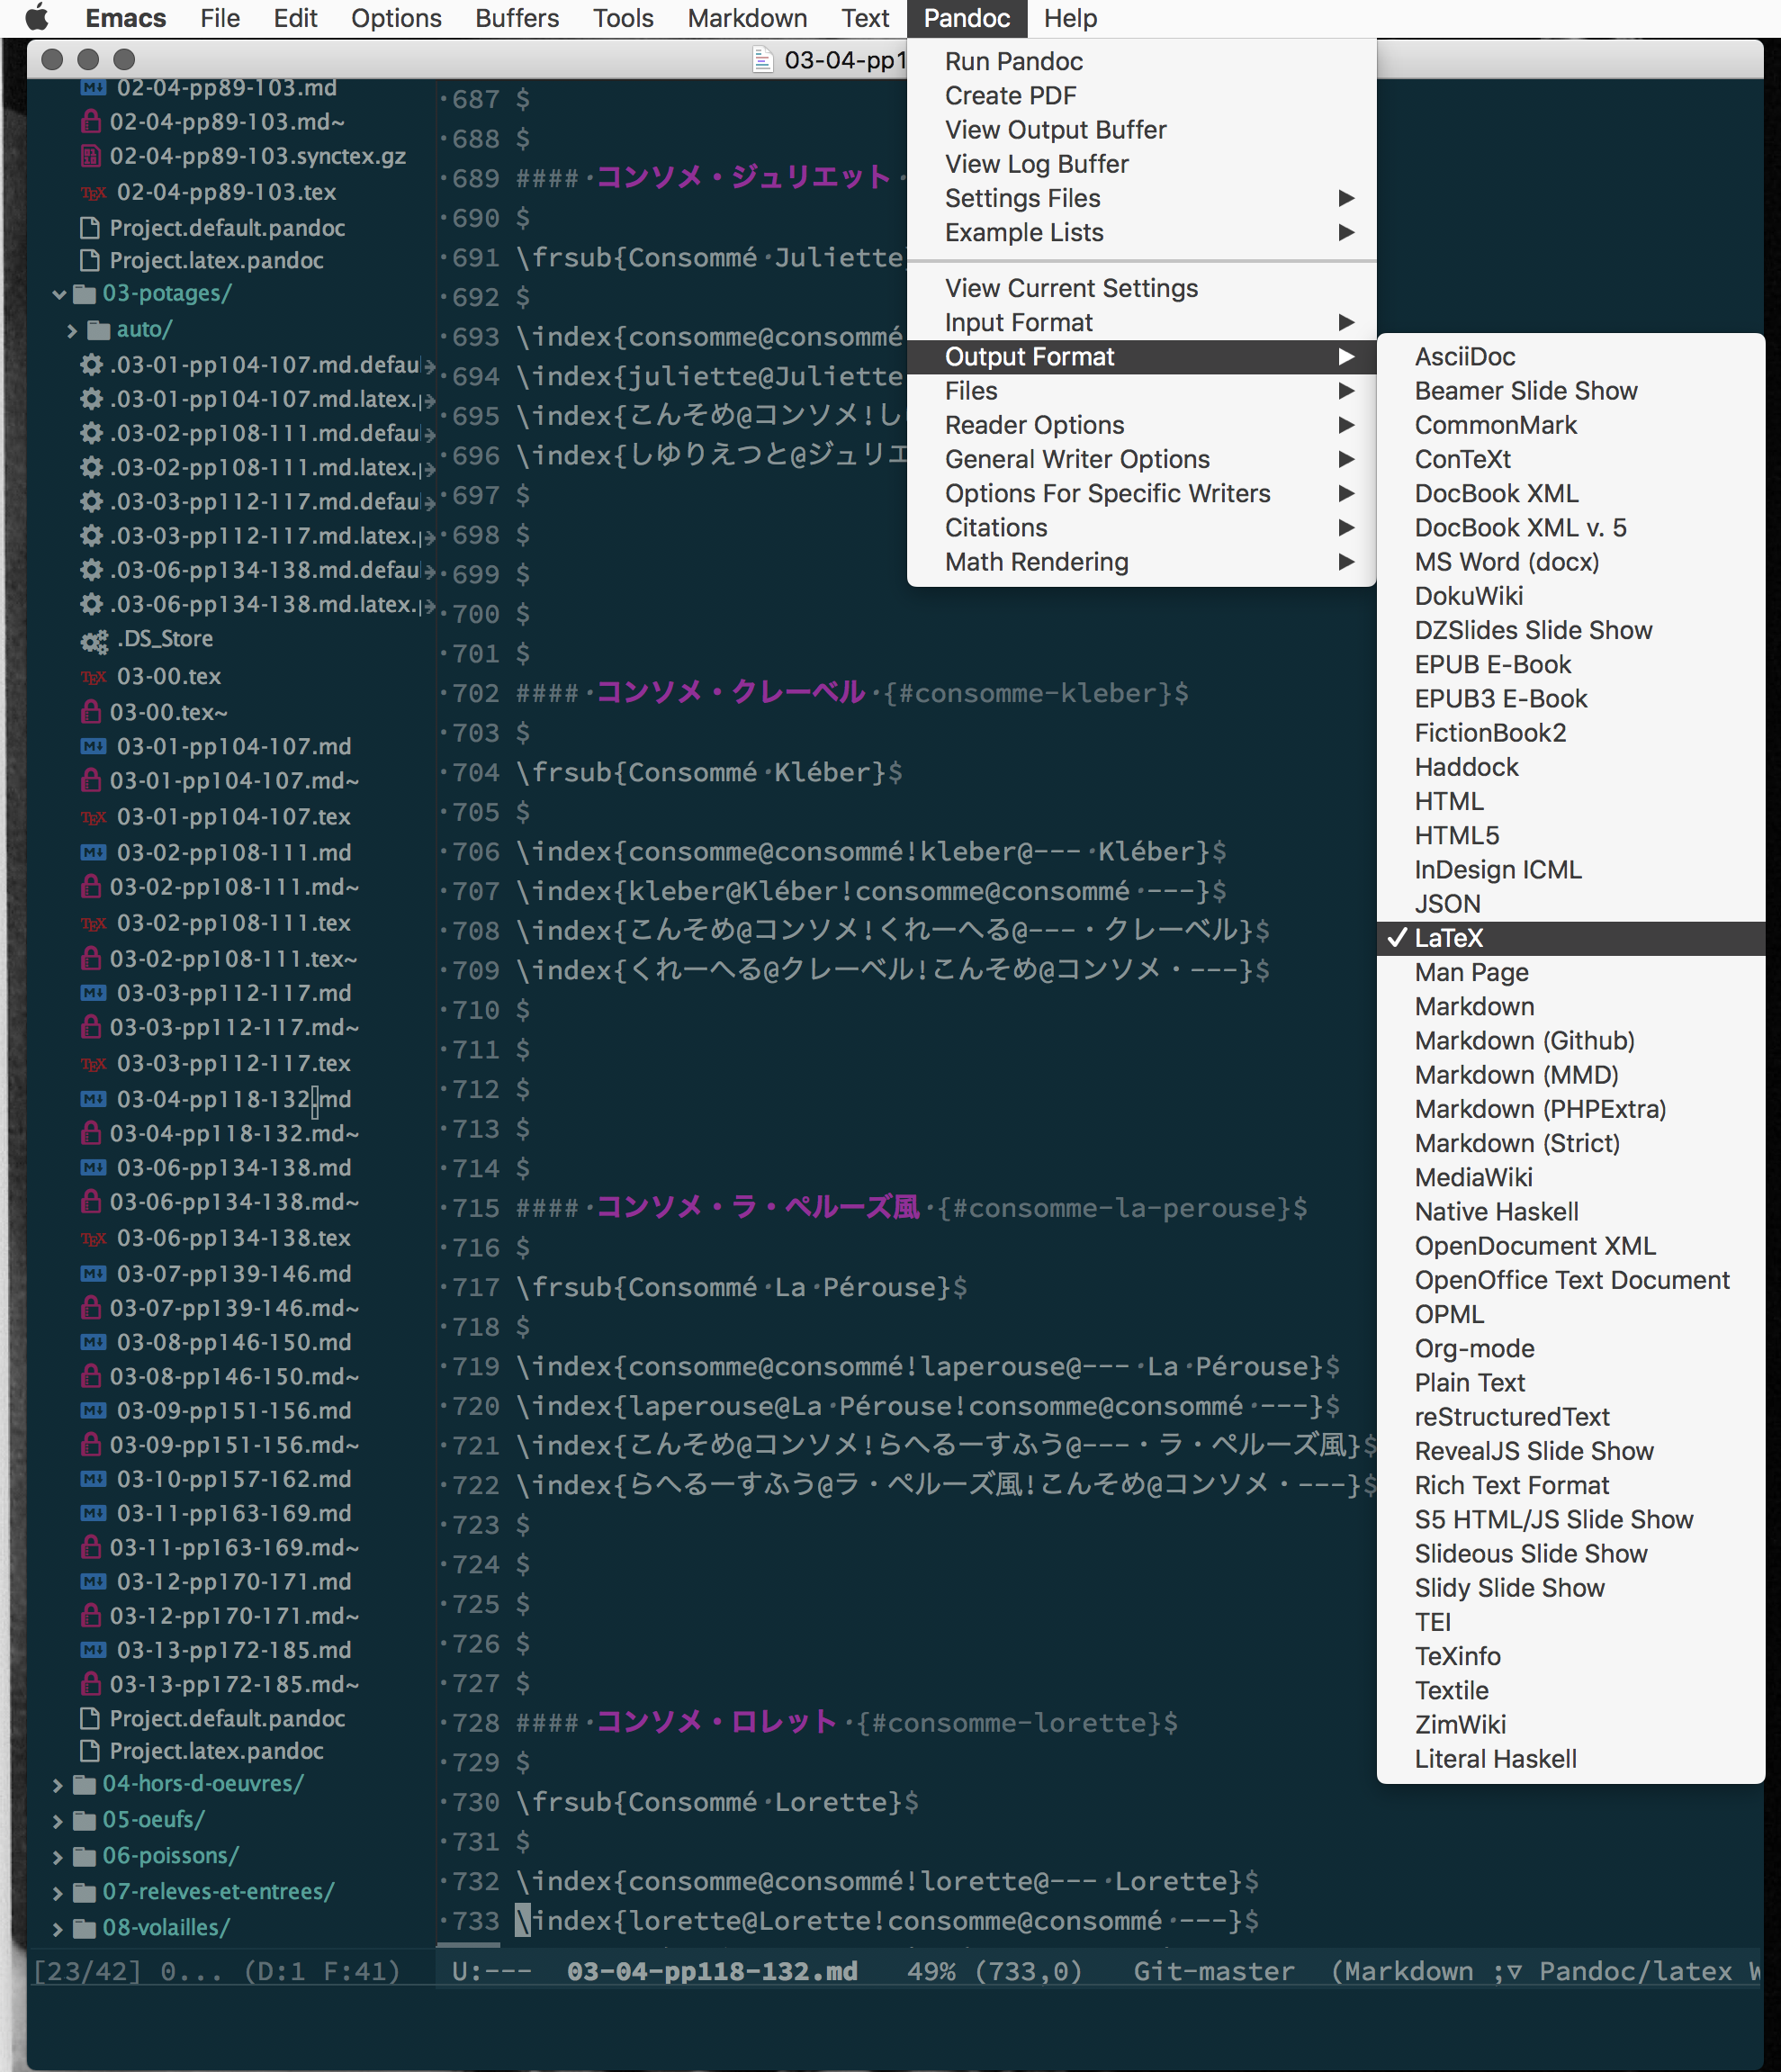 Emacs File Edit Options Buffers Tools Markdown Text Pandoc Help
03-04-pp1
02-04-pp89-103.md
02-04-pp89-103.md~
02-04-pp89-103.synctex.gz
02-04-pp89-103.tex
Project.default.pandoc
Project.latex.pandoc
03-potages/
auto/
.03-01-pp104-107.md.defau
.03-01-pp104-107.md.latex.
.03-02-pp108-111.md.defau
.03-02-pp108-111.md.latex.
.03-03-pp112-117.md.defau
.03-03-pp112-117.md.latex.
.03-06-pp134-138.md.defau
.03-06-pp134-138.md.latex.
.DS_Store
03-00.tex
03-00.tex~
03-01-pp104-107.md
03-01-pp104-107.md~
03-01-pp104-107.tex
03-02-pp108-111.md
03-02-pp108-111.md~
03-02-pp108-111.tex
03-02-pp108-111.tex~
03-03-pp112-117.md
03-03-pp112-117.md~
03-03-pp112-117.tex
03-04-pp118-132.md
03-04-pp118-132.md~
03-06-pp134-138.md
03-06-pp134-138.md~
03-06-pp134-138.tex
03-07-pp139-146.md
03-07-pp139-146.md~
03-08-pp146-150.md
03-08-pp146-150.md~
03-09-pp151-156.md
03-09-pp151-156.md~
03-10-pp157-162.md
03-11-pp163-169.md
03-11-pp163-169.md~
03-12-pp170-171.md
03-12-pp170-171.md~
03-13-pp172-185.md
03-13-pp172-185.md~
Project.default.pandoc
Project.latex.pandoc
04-hors-d-oeuvres/
05-oeufs/
06-poissons/
07-releves-et-entrees/
08-volailles/
·687 $
·688 $
·689 ####·コンソメ・ジュリエット·
·690 $
·691 \frsub{Consommé·Juliette
·692 $
·693 \index{consomme@consommé
·694 \index{juliette@Juliette
·695 \index{こんそめ@コンソメ!し
·696 \index{しゆりえつと@ジュリエ
·697 $
·698 $
·699 $
·700 $
·701 $
·702 ####·コンソメ・クレーベル·{#consomme-kleber}$
·703 $
·704 \frsub{Consommé·Kléber}$
·705 $
·706 \index{consomme@consommé!kleber@---·Kléber}$
·707 \index{kleber@Kléber!consomme@consommé·---}$
·708 \index{こんそめ@コンソメ!くれーへる@---・クレーベル}$
·709 \index{くれーへる@クレーベル!こんそめ@コンソメ・---}$
·710 $
·711 $
·712 $
·713 $
·714 $
·715 ####·コンソメ・ラ・ペルーズ風·{#consomme-la-perouse}$
·716 $
·717 \frsub{Consommé·La·Pérouse}$
·718 $
·719 \index{consomme@consommé!laperouse@---·La·Pérouse}$
·720 \index{laperouse@La·Pérouse!consomme@consommé·---}$
·721 \index{こんそめ@コンソメ!らへるーすふう@---・ラ・ペルーズ風}$
·722 \index{らへるーすふう@ラ・ペルーズ風!こんそめ@コンソメ・---}$
·723 $
·724 $
·725 $
·726 $
·727 $
·728 ####·コンソメ・ロレット·{#consomme-lorette}$
·729 $
·730 \frsub{Consommé·Lorette}$
·731 $
·732 \index{consomme@consommé!lorette@---·Lorette}$
·733 \index{lorette@Lorette!consomme@consommé·---}$
Run Pandoc
Create PDF
View Output Buffer
View Log Buffer
Settings Files
Example Lists
View Current Settings
Input Format
Output Format
Files
Reader Options
General Writer Options
Options For Specific Writers
Citations
Math Rendering
AsciiDoc
Beamer Slide Show
CommonMark
ConTeXt
DocBook XML
DocBook XML v. 5
MS Word (docx)
DokuWiki
DZSlides Slide Show
EPUB E-Book
EPUB3 E-Book
FictionBook2
Haddock
HTML
HTML5
InDesign ICML
JSON
✓ LaTeX
Man Page
Markdown
Markdown (Github)
Markdown (MMD)
Markdown (PHPExtra)
Markdown (Strict)
MediaWiki
Native Haskell
OpenDocument XML
OpenOffice Text Document
OPML
Org-mode
Plain Text
reStructuredText
RevealJS Slide Show
Rich Text Format
S5 HTML/JS Slide Show
Slideous Slide Show
Slidy Slide Show
TEI
TeXinfo
Textile
ZimWiki
Literal Haskell
[23/42] 0... (D:1 F:41) U:--- 03-04-pp118-132.md 49% (733,0) Git-master (Markdown ;▿ Pandoc/latex W